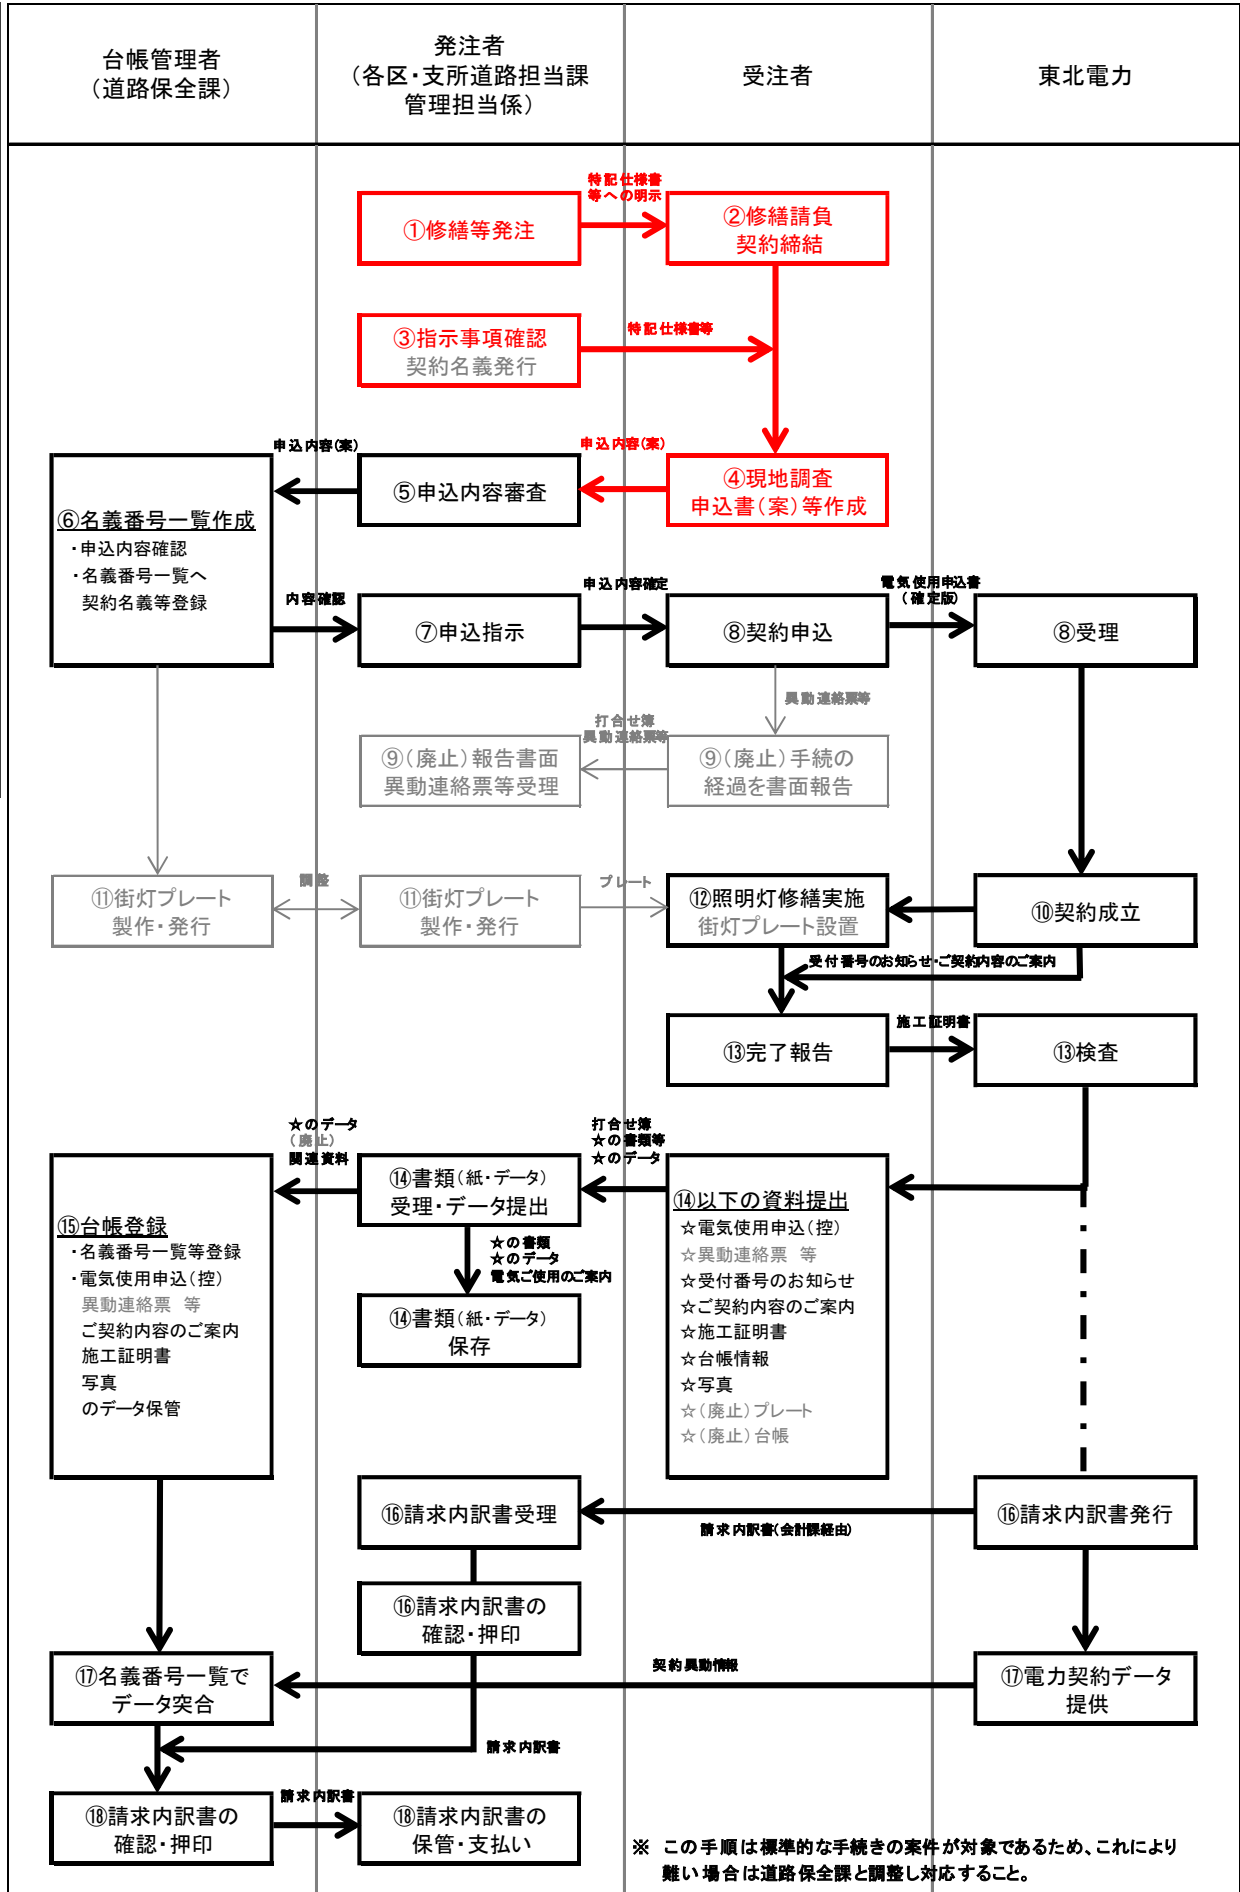 台帳管理者
（道路保全課）
発注者
（各区・支所道路担当課
管理担当係）
受注者
東北電力
特記仕様書
等への明示
①修繕等発注
②修繕請負
契約締結
③指示事項確認
契約名義発行
特記仕様書等
申込内容(案)
申込内容(案)
④現地調査
申込書（案）等作成
⑤申込内容審査
⑥名義番号一覧作成
・申込内容確認
・名義番号一覧へ
契約名義等登録
内容確認
⑦申込指示
申込内容確定
⑧契約申込
電気使用申込書
（確定版）
⑧受理
異動連絡票等
打合せ簿
異動連絡票等
⑨（廃止）報告書面
異動連絡票等受理
⑨（廃止）手続の
経過を書面報告
⑪街灯プレート
製作・発行
調整
⑪街灯プレート
製作・発行
プレート
⑫照明灯修繕実施
街灯プレート設置
⑩契約成立
受付番号のお知らせ・ご契約内容のご案内
⑬完了報告
施工証明書
⑬検査
☆のデータ
（廃止）
関連資料
打合せ簿
☆の書類等
☆のデータ
⑭書類（紙・データ）
受理・データ提出
⑭以下の資料提出
☆電気使用申込（控）
☆異動連絡票 等
☆受付番号のお知らせ
☆ご契約内容のご案内
☆施工証明書
☆台帳情報
☆写真
☆（廃止）プレート
☆（廃止）台帳
⑮台帳登録
・名義番号一覧等登録
・電気使用申込（控）
異動連絡票 等
ご契約内容のご案内
施工証明書
写真
のデータ保管
☆の書類
☆のデータ
電気ご使用のご案内
⑭書類（紙・データ）
保存
⑯請求内訳書受理
請求内訳書(会計課経由)
⑯請求内訳書発行
⑯請求内訳書の
確認・押印
⑰名義番号一覧で
データ突合
契約異動情報
⑰電力契約データ
提供
請求内訳書
⑱請求内訳書の
確認・押印
請求内訳書
⑱請求内訳書の
保管・支払い
※ この手順は標準的な手続きの案件が対象であるため、これにより
難い場合は道路保全課と調整し対応すること。